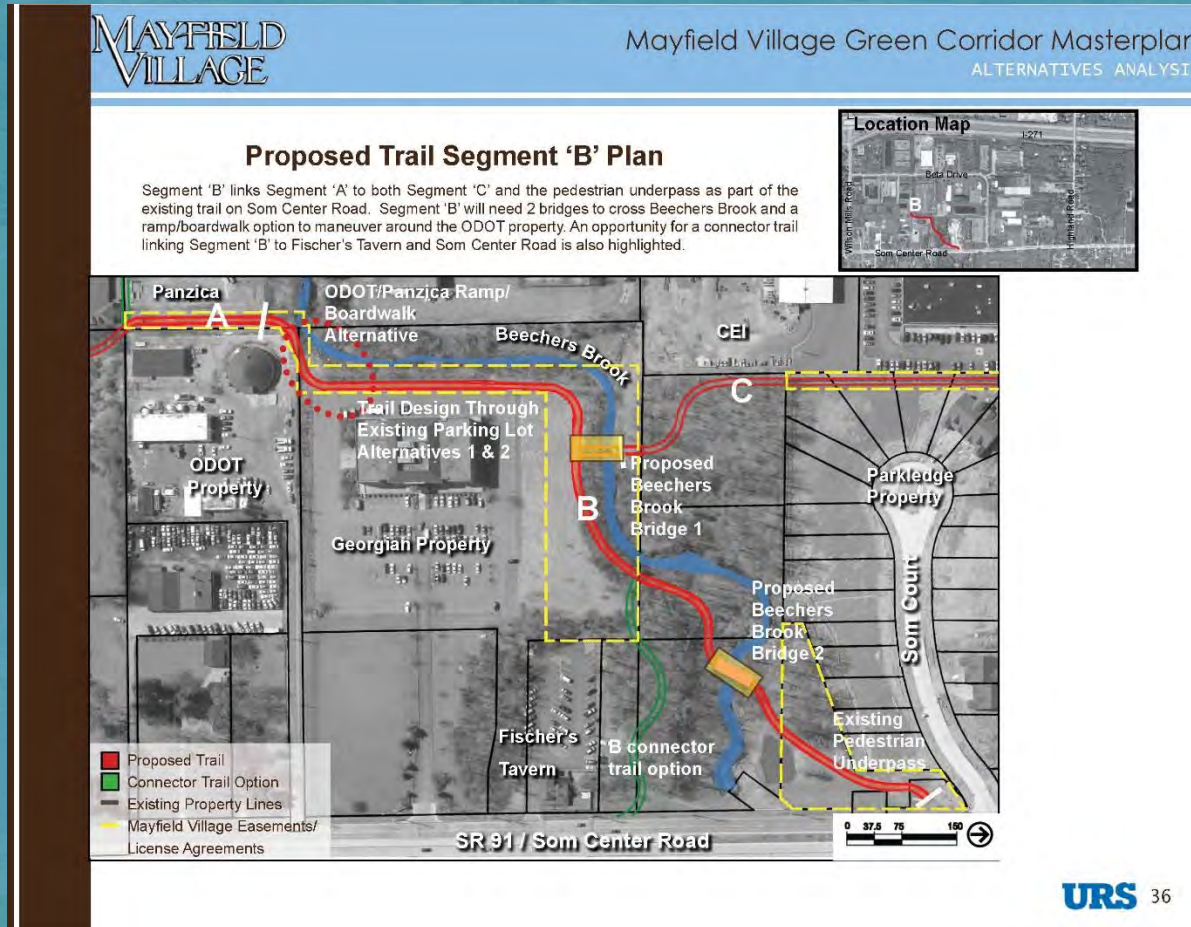 MAYFIELD
VILLAGE
Mayfield Village Green Corridor Masterplan
ALTERNATIVES ANALYSI
Proposed Trail Segment ‘B’ Plan
Segment ‘B’ links Segment ‘A’ to both Segment ‘C’ and the pedestrian underpass as part of the
existing trail on Som Center Road. Segment ‘B’ will need 2 bridges to cross Beechers Brook and a
ramp/boardwalk option to maneuver around the ODOT property. An opportunity for a connector trail
linking Segment ‘B’ to Fischer’s Tavern and Som Center Road is also highlighted.
Location Map
I-271
Beta Drive
B
Wilson Mills Road
Highland Road
Som Center Road
Panzica
A
ODOT/Panzica Ramp/
Boardwalk
Alternative
Beechers Brook
CEI
C
Trail Design Through
Existing Parking Lot
Alternatives 1 & 2
ODOT
Property
Georgian Property
B
Proposed
Beechers
Brook
Bridge 1
Parkledge
Property
Proposed
Beechers
Brook
Bridge 2
Som Court
Fischer’s
Tavern
B connector
trail option
Existing
Pedestrian
Underpass
Proposed Trail
Connector Trail Option
Existing Property Lines
Mayfield Village Easements/
License Agreements
SR 91 / Som Center Road
0 37.5 75 150
URS 36